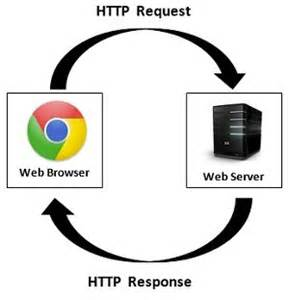 HTTP Request
Web Browser
Web Server
HTTP Response